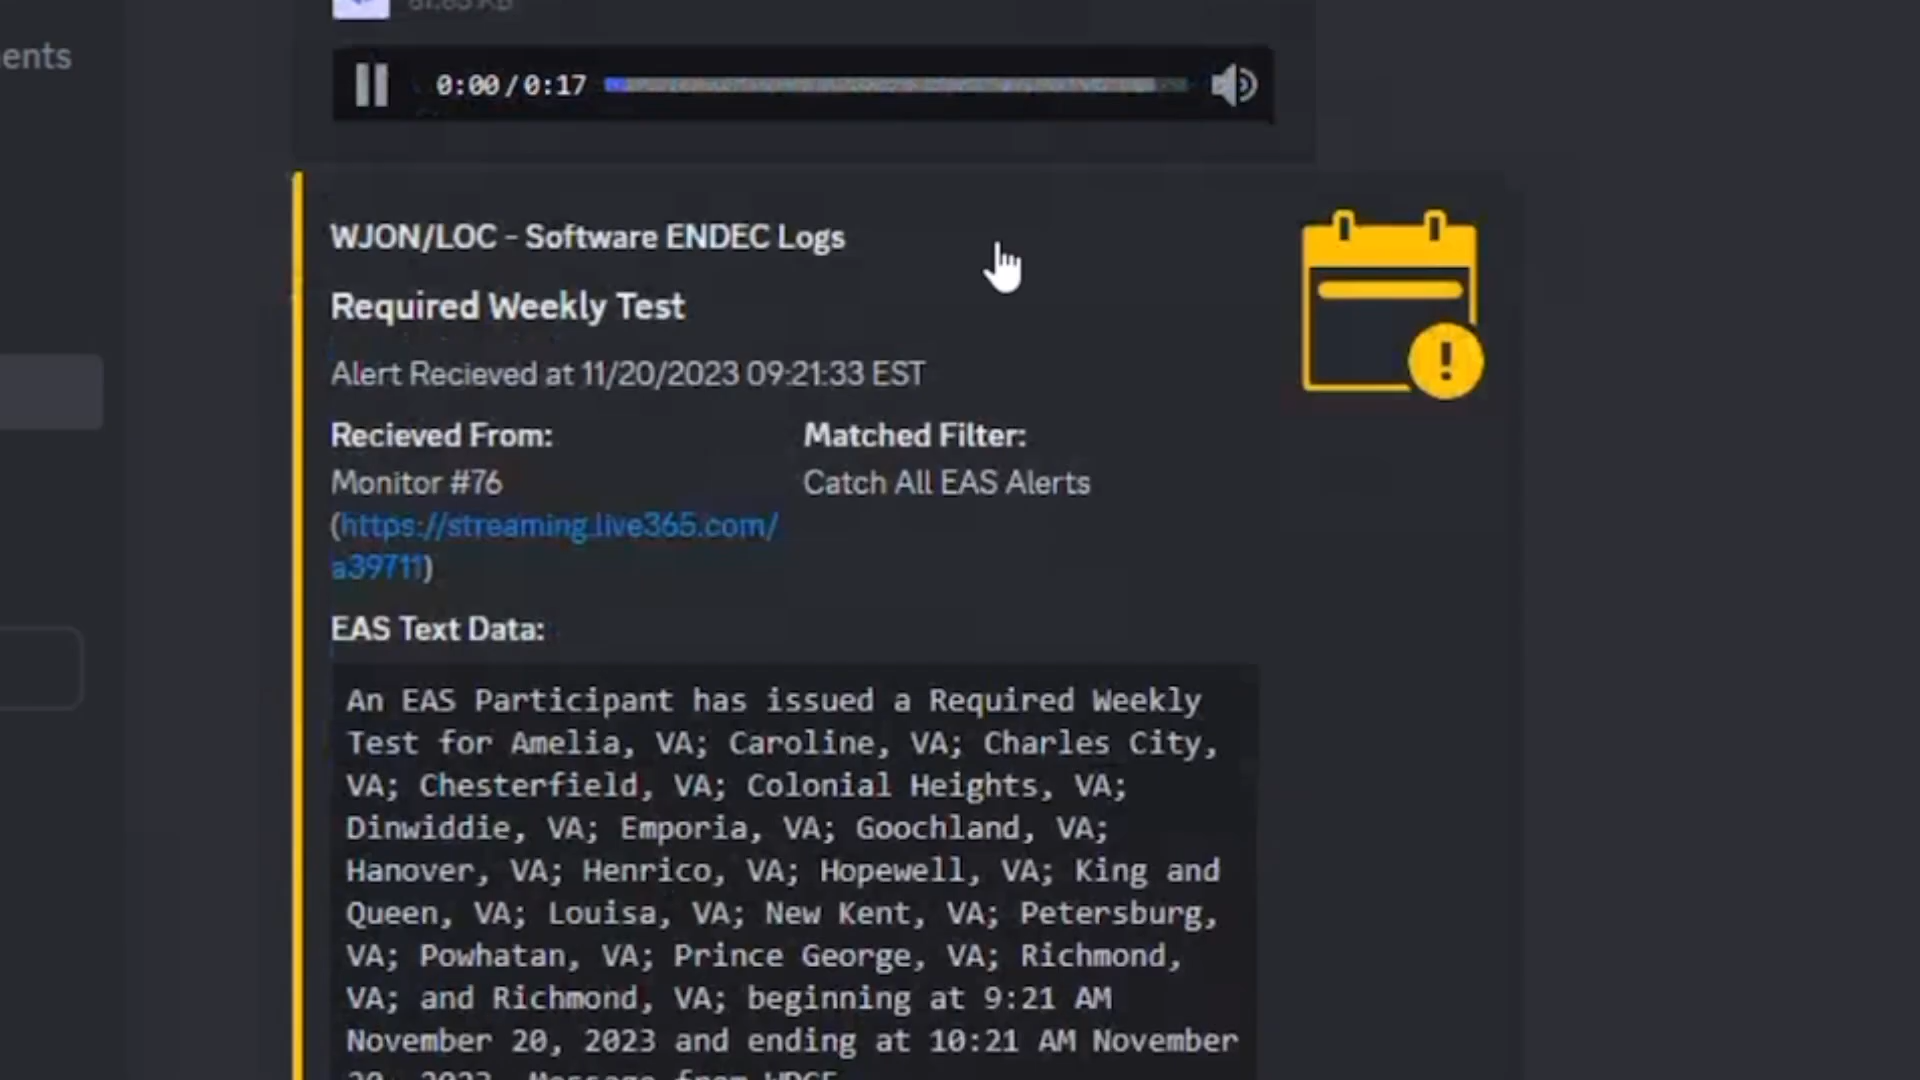 ents
0:00/0:17
WJON/LOC - Software ENDEC Logs
Required Weekly Test
Alert Recieved at 11/20/2023 09:21:33 EST
Recieved From:
Monitor #76
(https://streaming.live365.com/
a39711)
Matched Filter:
Catch All EAS Alerts
EAS Text Data:
An EAS Participant has issued a Required Weekly
Test for Amelia, VA; Caroline, VA; Charles City,
VA; Chesterfield, VA; Colonial Heights, VA;
Dinwiddie, VA; Emporia, VA; Goochland, VA;
Hanover, VA; Henrico, VA; Hopewell, VA; King and
Queen, VA; Louisa, VA; New Kent, VA; Petersburg,
VA; Powhatan, VA; Prince George, VA; Richmond,
VA; and Richmond, VA; beginning at 9:21 AM
November 20, 2023 and ending at 10:21 AM November
20, 2023. Message from